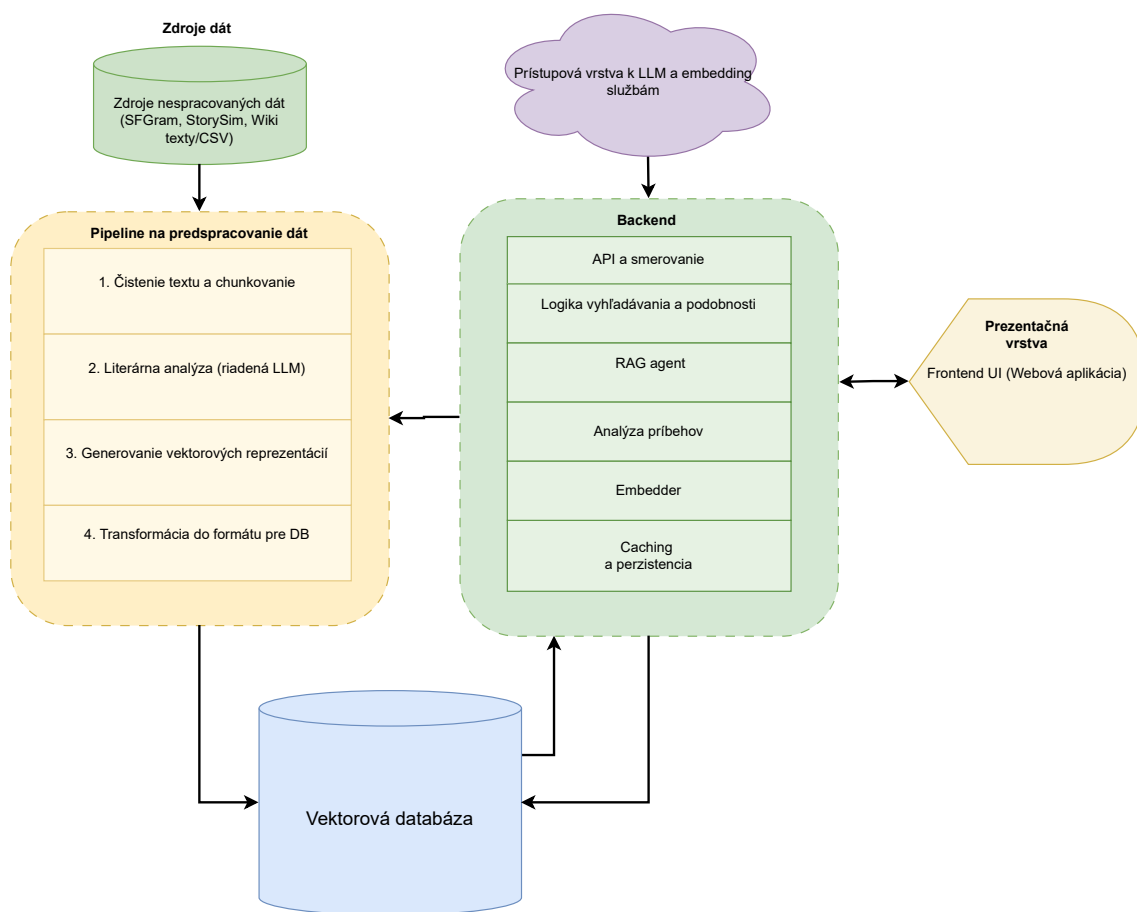 Zdroje dát
Zdroje nespracovaných dát
(SFGram, StorySim, Wiki
texty/CSV)
Prístupová vrstva k LLM a embedding
službám
Pipeline na predspracovanie dát
1. Čistenie textu a chunkovanie
2. Literárna analýza (riadená LLM)
3. Generovanie vektorových reprezentácií
4. Transformácia do formátu pre DB
Backend
API a smerovanie
Logika vyhľadávania a podobnosti
RAG agent
Analýza príbehov
Embedder
Caching
a perzistencia
Prezentačná
vrstva
Frontend UI (Webová aplikácia)
Vektorová databáza